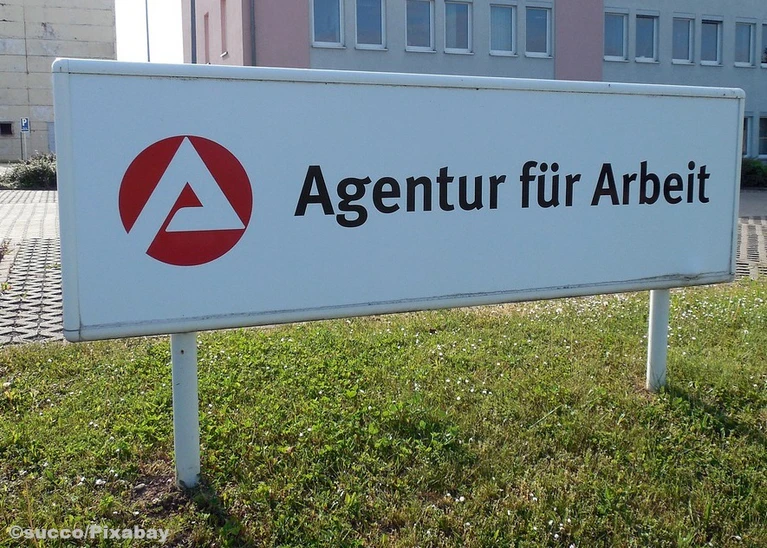 Agentur für Arbeit
P
©succo/Pixabay